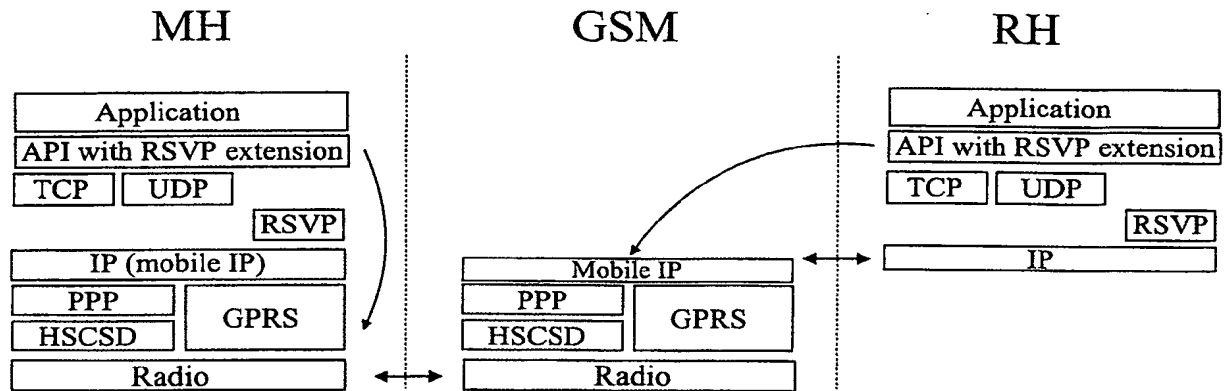 MH
GSM
RH
Application
API with RSVP extension
TCP
UDP
RSVP
IP (mobile IP)
PPP
GPRS
HSCSD
Radio
Mobile IP
PPP
GPRS
HSCSD
Radio
Application
API with RSVP extension
TCP
UDP
RSVP
IP